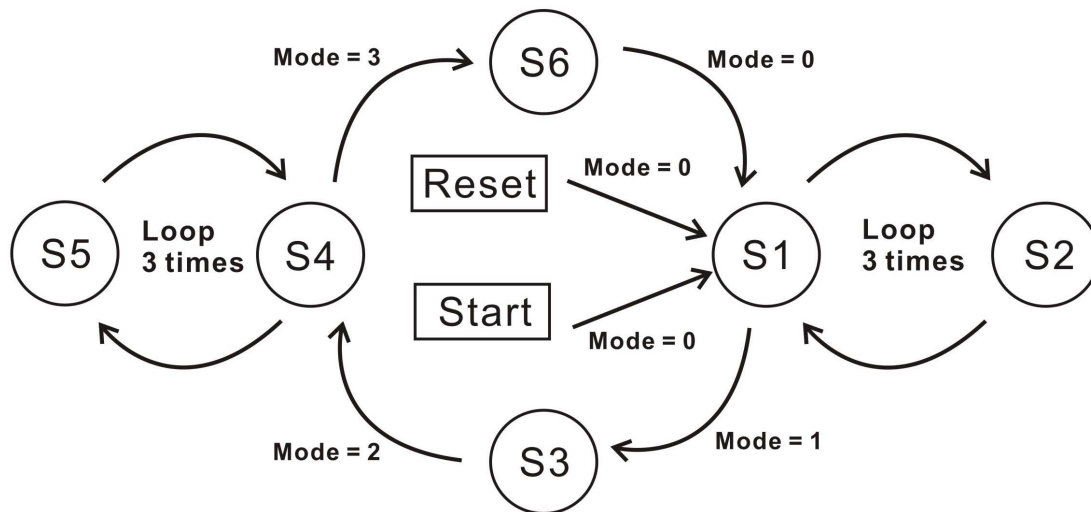 Mode = 3
S6
Mode = 0
Reset
Mode = 0
S5
Loop
3 times
S4
S1
Loop
3 times
S2
Start
Mode = 0
Mode = 2
S3
Mode = 1